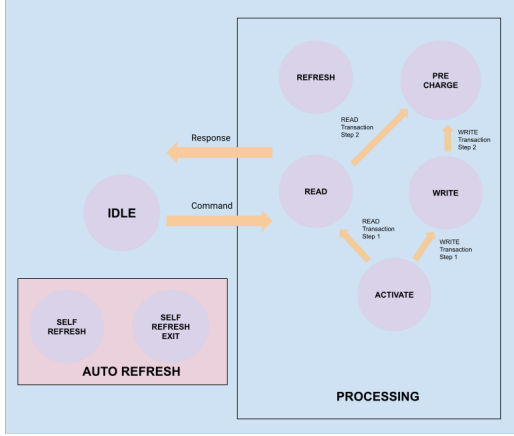 REFRESH
PRE
CHARGE
READ
Transaction
Step 2
WRITE
Transaction
Step 2
Response
READ
WRITE
IDLE
Command
READ
Transaction
Step 1
WRITE
Transaction
Step 1
ACTIVATE
SELF
REFRESH
SELF
REFRESH
EXIT
AUTO REFRESH
PROCESSING